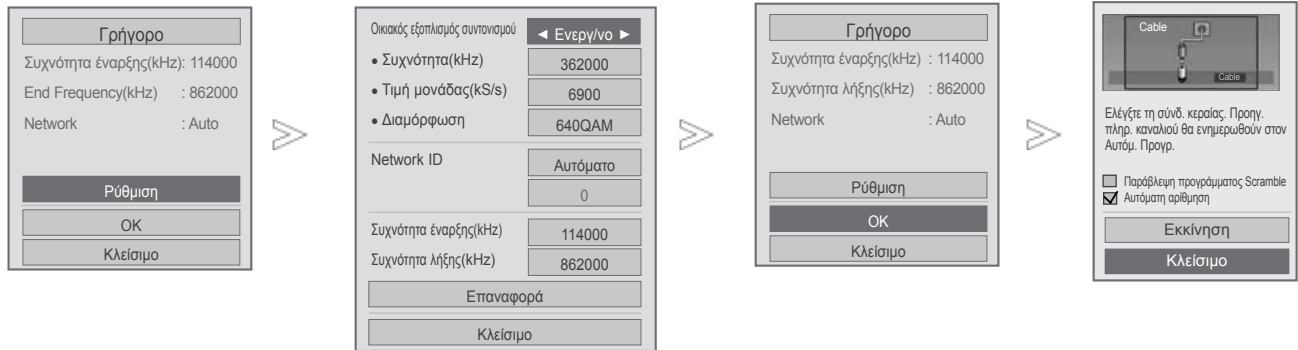 Γρήγορο
Συχνότητα έναρξης(kHz): 114000
End Frequency(kHz) : 862000
Network : Auto
Ρύθμιση
OK
Κλείσιμο
Οικιακός εξοπλισμός συντονισμού ◄ Ενεργ/νο ►
• Συχνότητα(kHz) 362000
• Τιμή μονάδας(kS/s) 6900
• Διαμόρφωση 640QAM
Network ID Αυτόματο
0
Συχνότητα έναρξης(kHz) 114000
Συχνότητα λήξης(kHz) 862000
Επαναφορά
Κλείσιμο
Γρήγορο
Συχνότητα έναρξης(kHz) : 114000
Συχνότητα λήξης(kHz) : 862000
Network : Auto
Ρύθμιση
OK
Κλείσιμο
Cable
Cable
Ελέγξτε τη σύνδ. κεραίας. Προηγ.
πληρ. καναλιού θα ενημερωθούν στον
Αυτόμ. Προγρ.
Παράβλεψη προγράμματος Scramble
Αυτόματη αρίθμηση
Εκκίνηση
Κλείσιμο